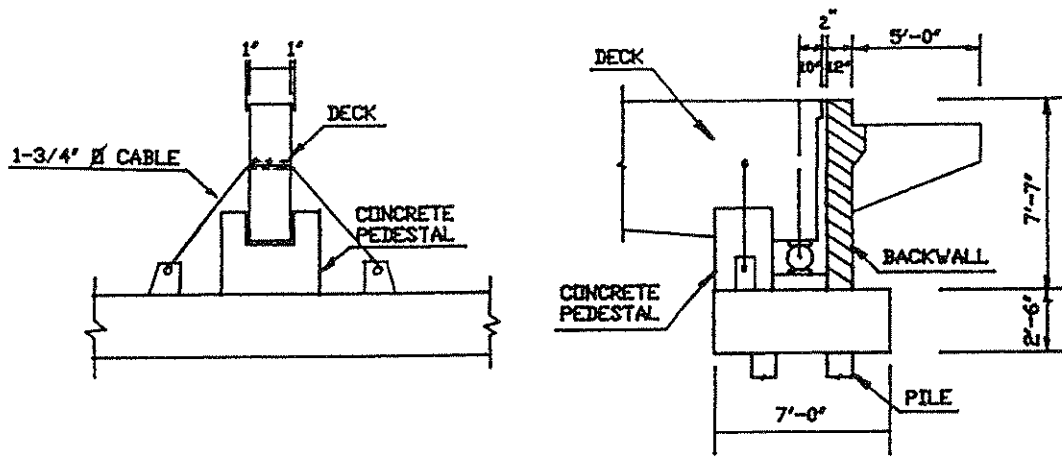 1" 1"
DECK
1-3/4" Ø CABLE
CONCRETE
PEDESTAL
2"
5'-0"
10" 12"
DECK
7'-7"
BACKWALL
CONCRETE
PEDESTAL
2'-6"
PILE
7'-0"